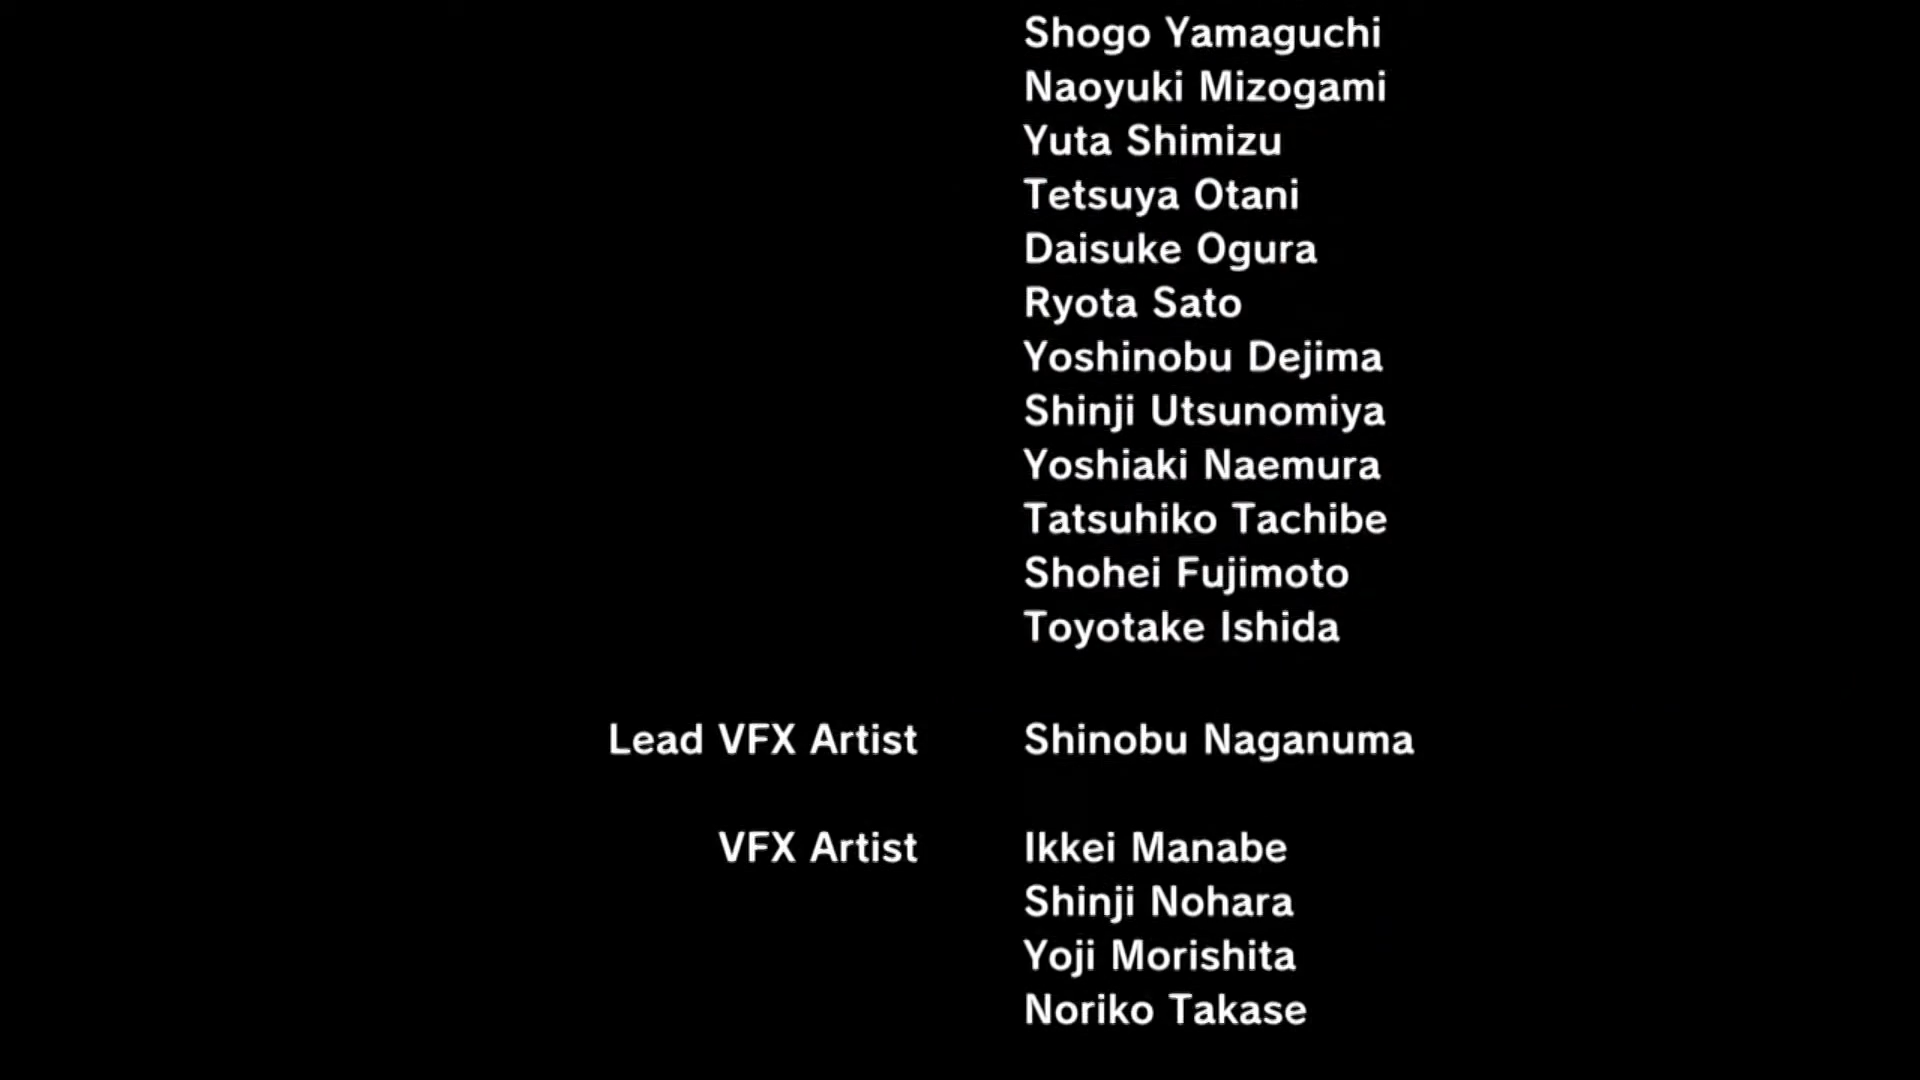 Shogo Yamaguchi
Naoyuki Mizogami
Yuta Shimizu
Tetsuya Otani
Daisuke Ogura
Ryota Sato
Yoshinobu Dejima
Shinji Utsunomiya
Yoshiaki Naemura
Tatsuhiko Tachibe
Shohei Fujimoto
Toyotake Ishida
Lead VFX Artist Shinobu Naganuma
VFX Artist Ikkei Manabe
Shinji Nohara
Yoji Morishita
Noriko Takase